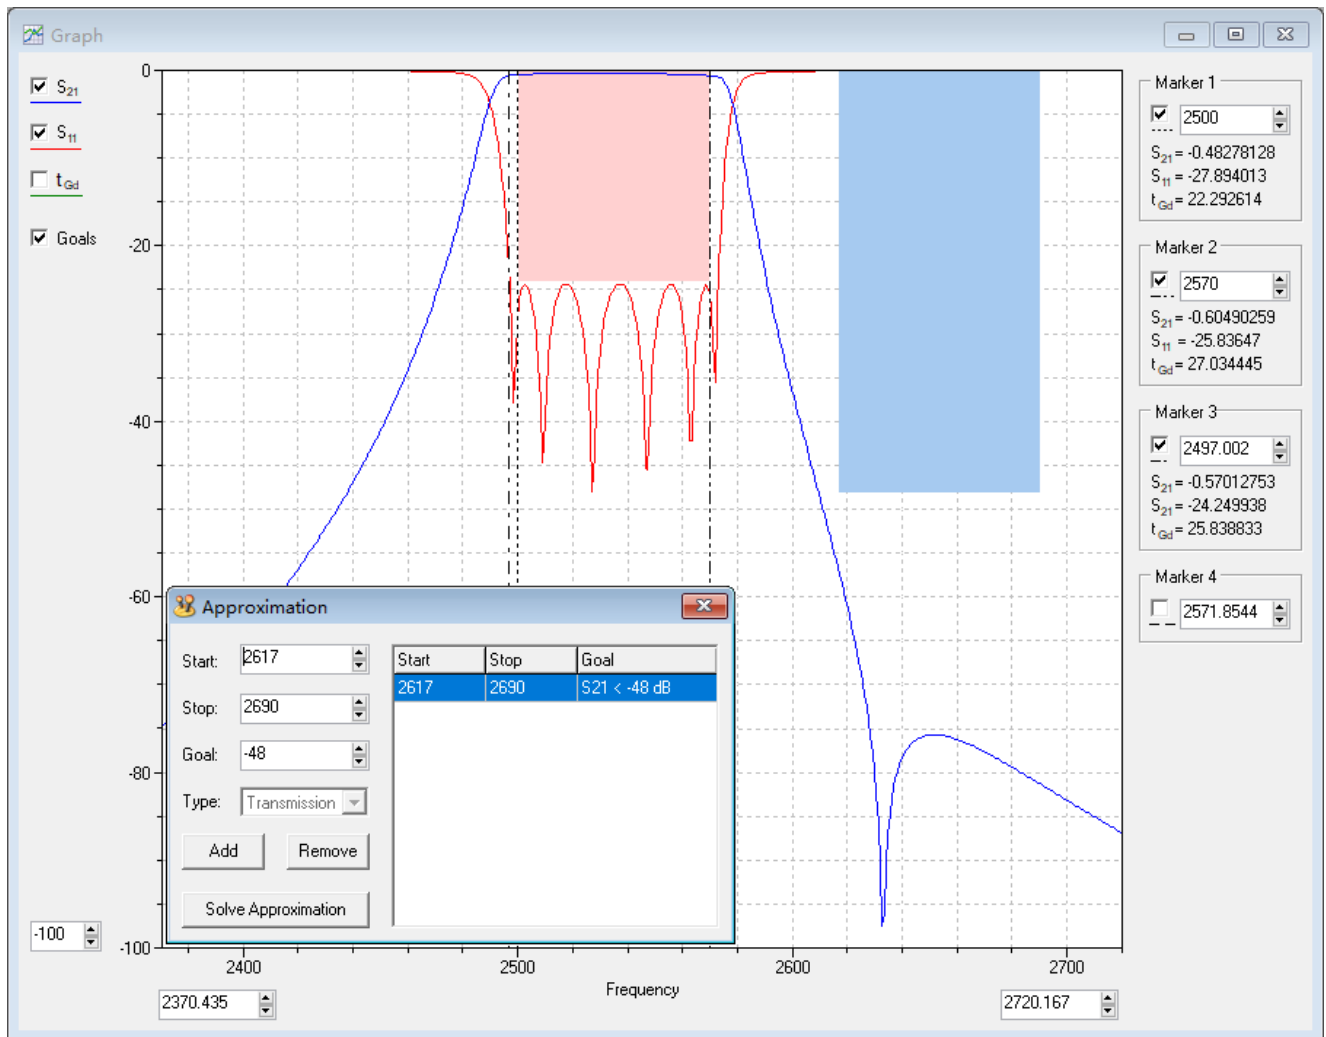 Graph
S21
S11
tGd
Goals
0
-20
-40
-60
-80
-100
-100
2400
2500
2600
2700
Frequency
2370.435
2720.167
Marker 1
2500
S21 = -0.48278128
S11 = -27.894013
tGd = 22.292614
Marker 2
2570
S21 = -0.60490259
S11 = -25.83647
tGd = 27.034445
Marker 3
2497.002
S21 = -0.57012753
S21 = -24.249938
tGd = 25.838833
Marker 4
2571.8544
Approximation
Start: 2617
Stop: 2690
Goal: -48
Type: Transmission
Add Remove
Solve Approximation
Start Stop Goal
2617 2690 S21 < -48 dB